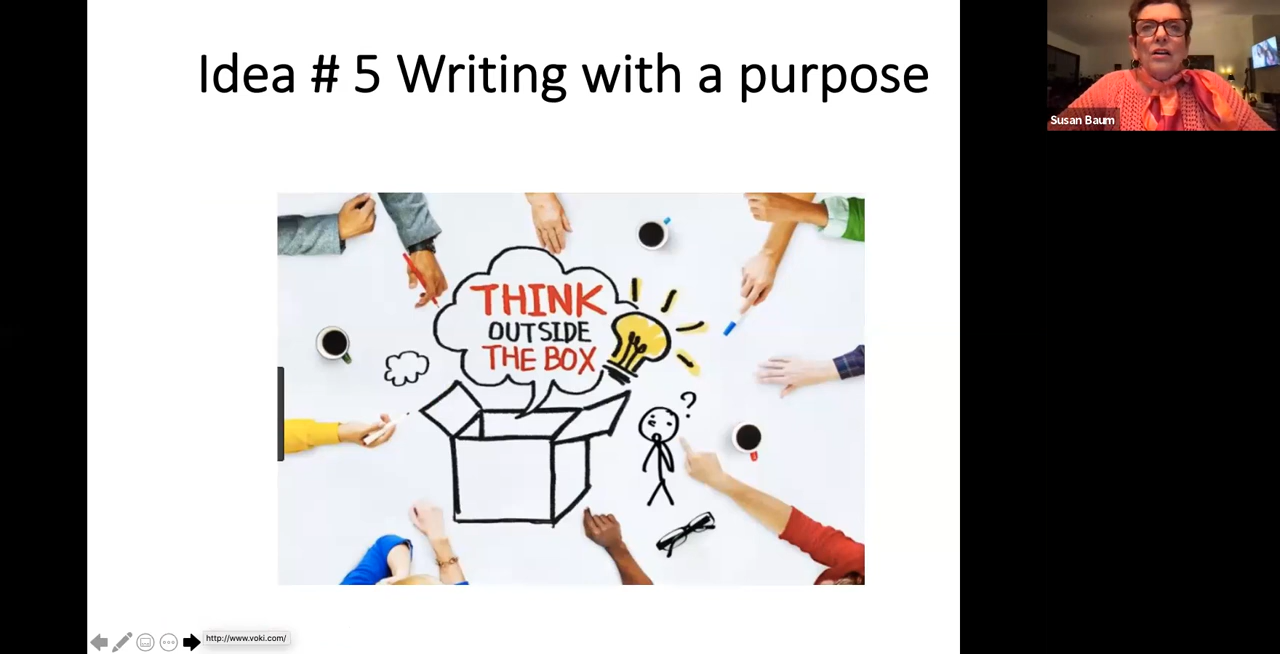 Idea # 5 Writing with a purpose
Susan Baum
THINK
OUTSIDE
THE BOX
?
http://www.voki.com/